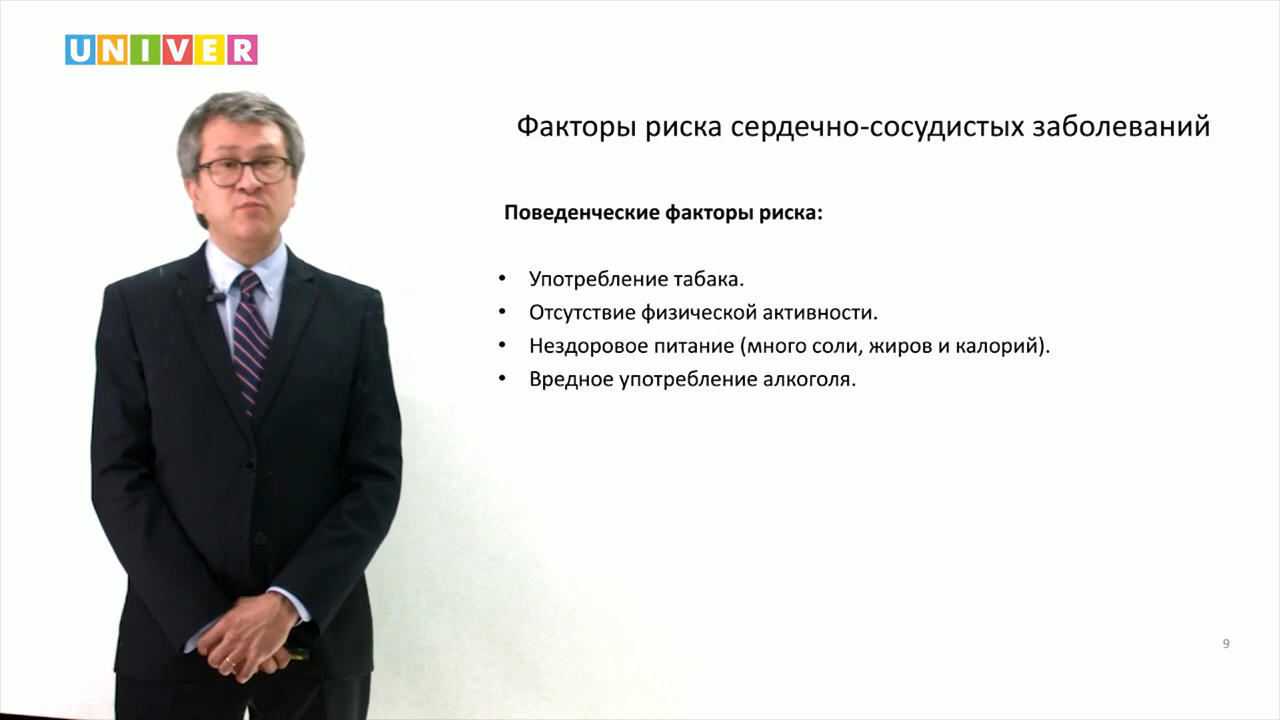 UNIVER
Факторы риска сердечно-сосудистых заболеваний
Поведенческие факторы риска:
• Употребление табака.
• Отсутствие физической активности.
• Нездоровое питание (много соли, жиров и калорий).
• Вредное употребление алкоголя.
9